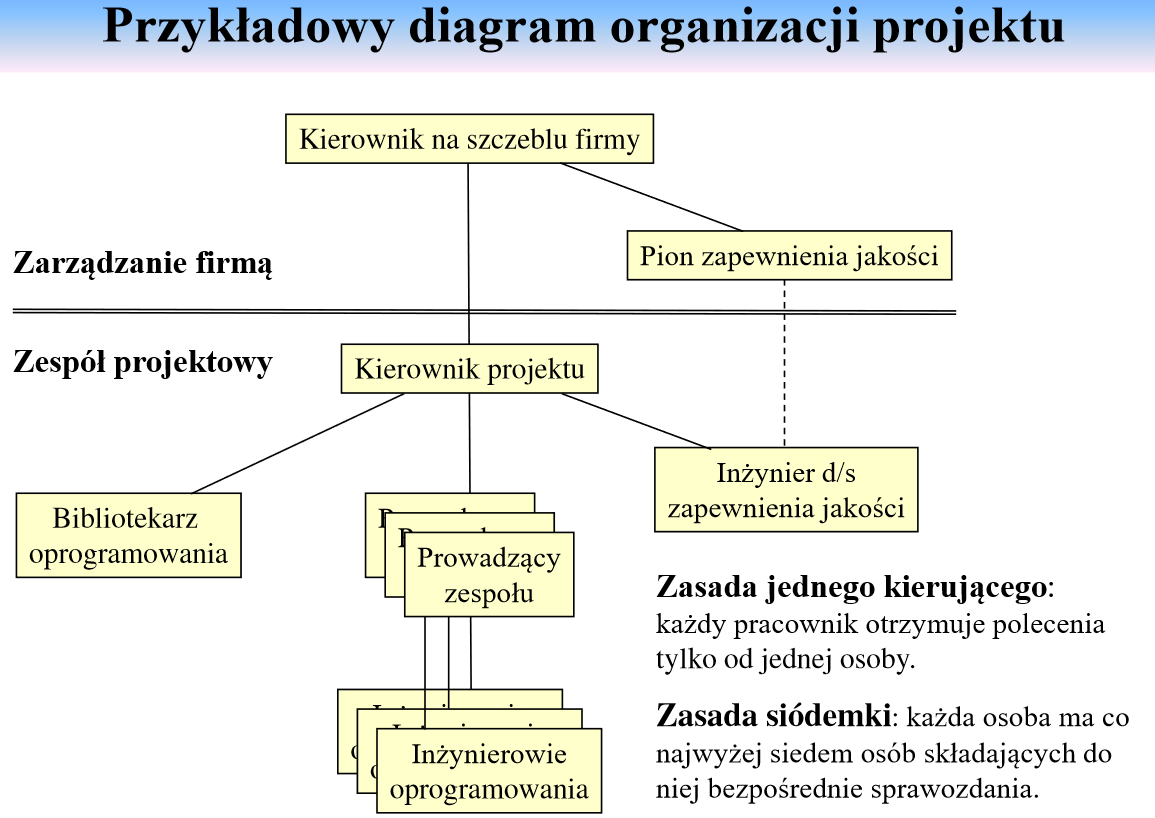 Przykładowy diagram organizacji projektu
Kierownik na szczeblu firmy
Pion zapewnienia jakości
Zarządzanie firmą
Zespół projektowy
Kierownik projektu
Inżynier d/s
zapewnienia jakości
Bibliotekarz
oprogramowania
Prowadzący
zespołu
Zasada jednego kierującego:
każdy pracownik otrzymuje polecenia
tylko od jednej osoby.
Zasada siódemki: każda osoba ma co
najwyżej siedem osób składających do
niej bezpośrednie sprawozdania.
Inżynierowie
oprogramowania